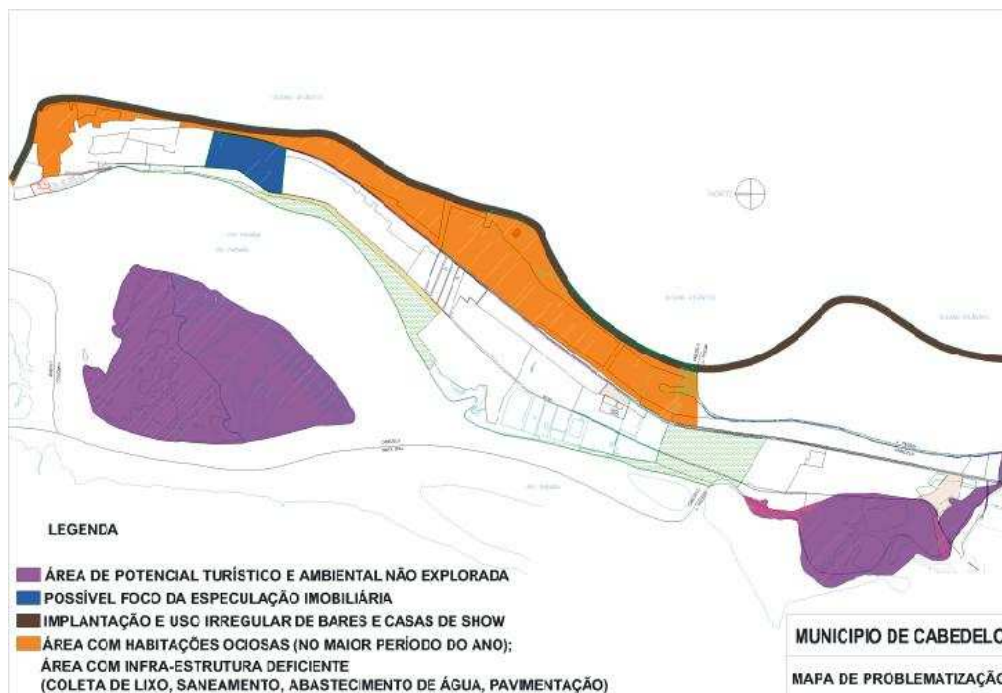 NORTE
LEGENDA
ÁREA DE POTENCIAL TURÍSTICO E AMBIENTAL NÃO EXPLORADA
POSSÍVEL FOCO DA ESPECULAÇÃO IMOBILIÁRIA
IMPLANTAÇÃO E USO IRREGULAR DE BARES E CASAS DE SHOW
ÁREA COM HABITAÇÕES OCIOSAS (NO MAIOR PERÍODO DO ANO);
ÁREA COM INFRA-ESTRUTURA DEFICIENTE
(COLETA DE LIXO, SANEAMENTO, ABASTECIMENTO DE ÁGUA, PAVIMENTAÇÃO)
MUNICIPIO DE CABEDELO
MAPA DE PROBLEMATIZAÇÃO